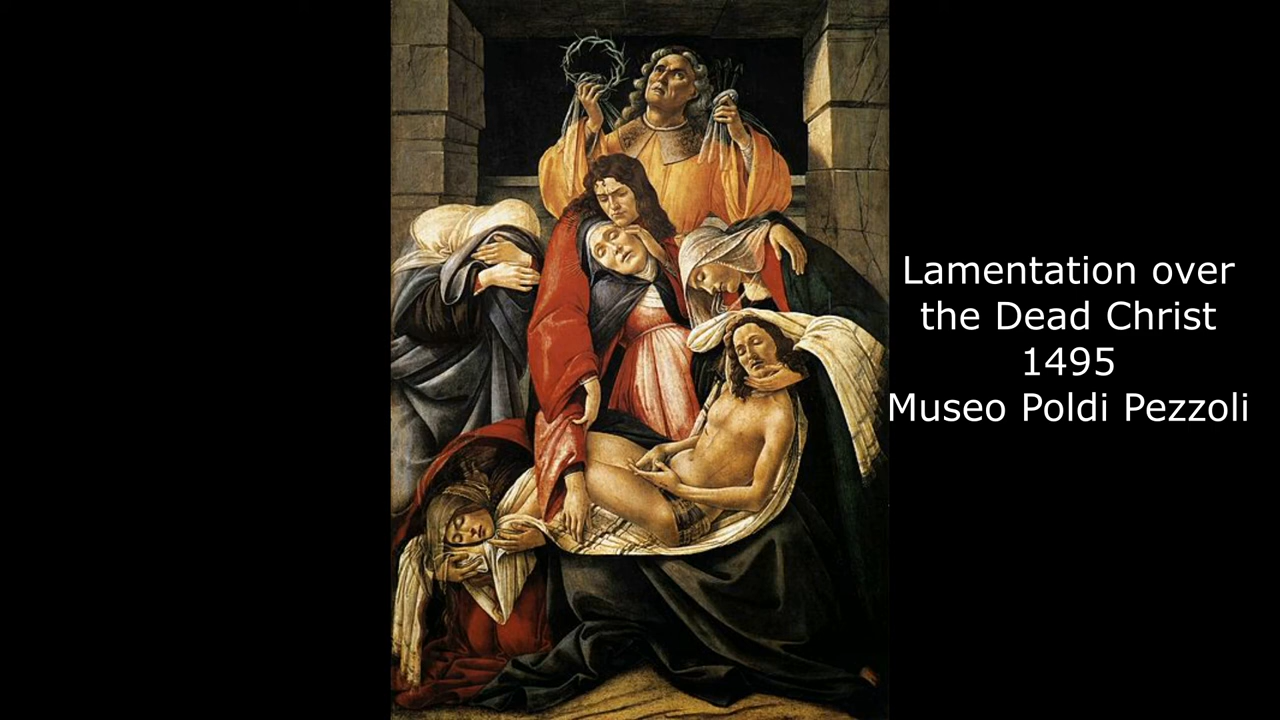 Lamentation over
the Dead Christ
1495
Museo Poldi Pezzoli